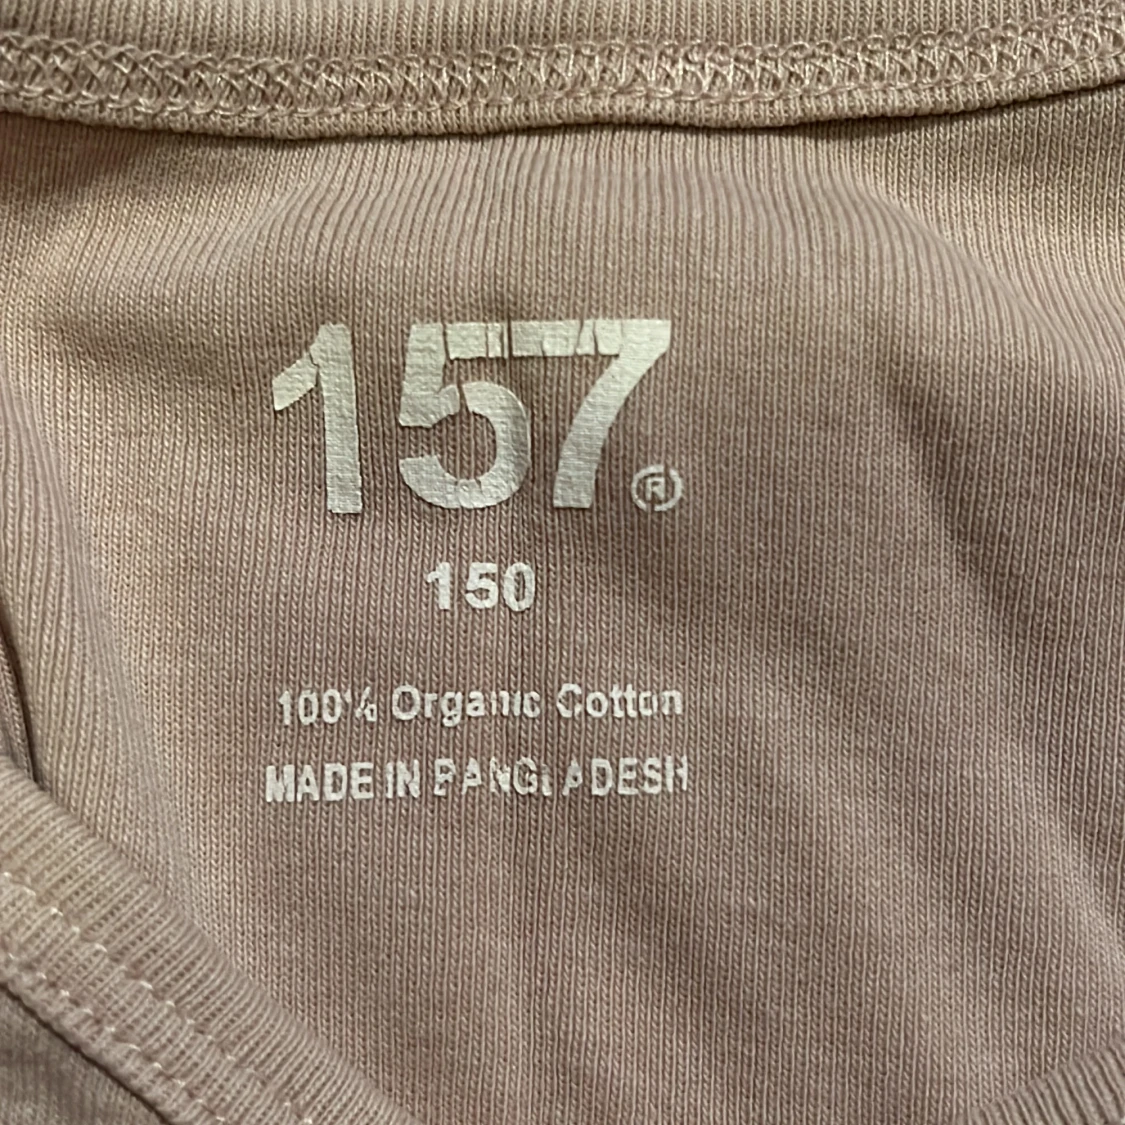 157®
150
100% Organic Cotton
MADE IN BANGLADESH